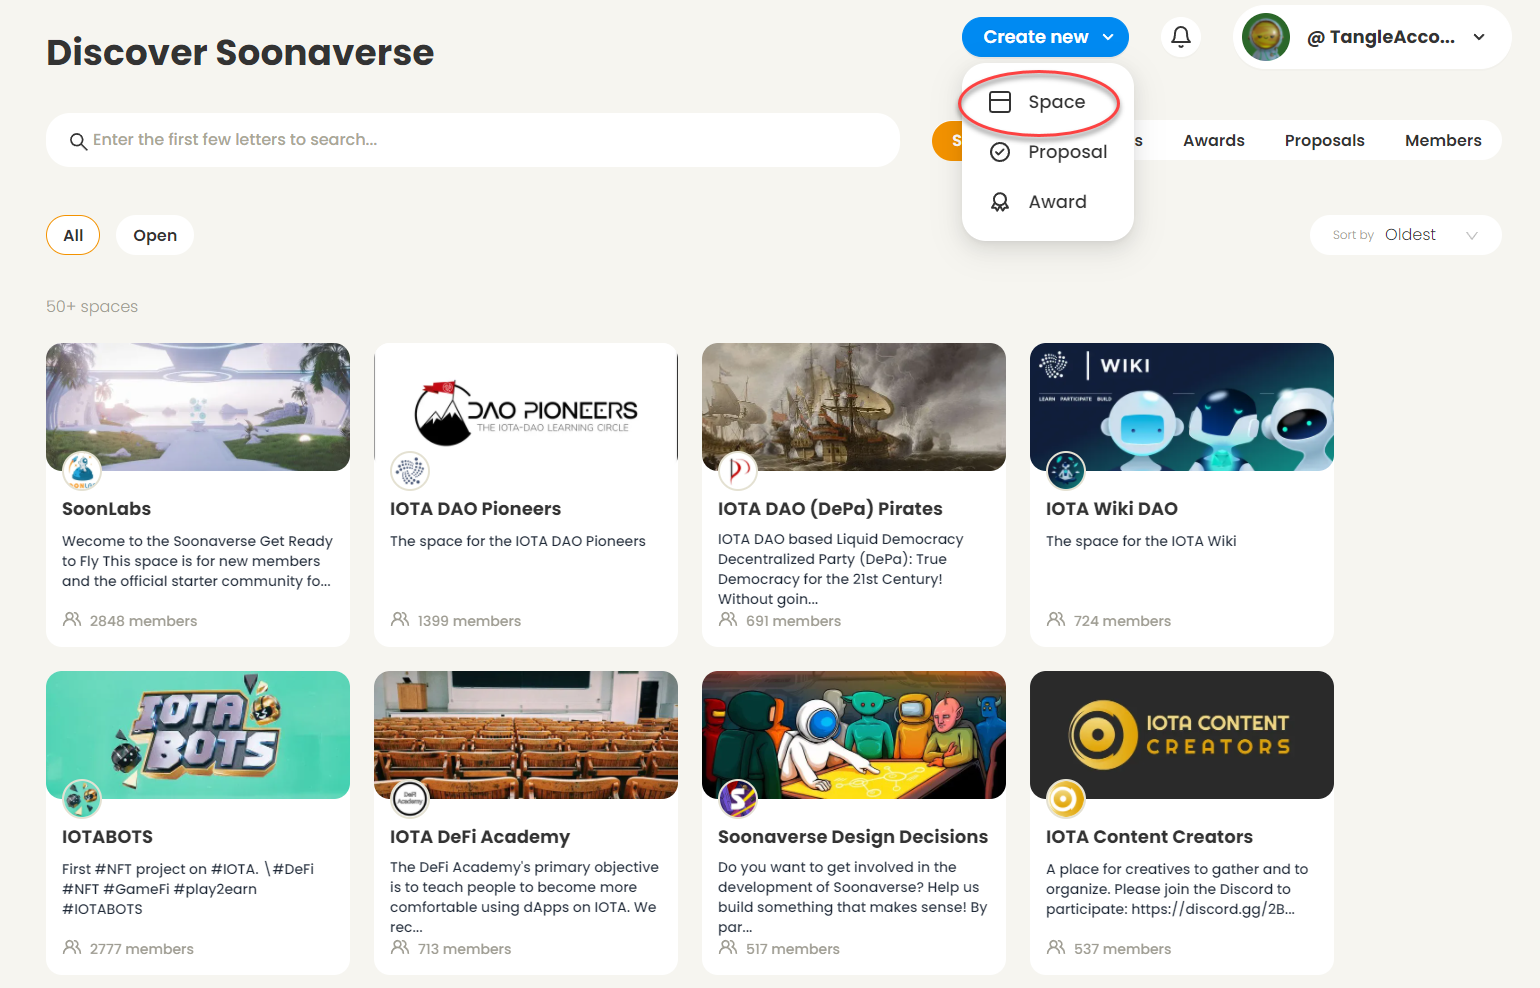 Discover Soonaverse
Create new
@ TangleAcco...
Space
Proposal
Award
Enter the first few letters to search...
S
s
Awards
Proposals
Members
All
Open
Sort by Oldest
50+ spaces
SoonLabs
Wecome to the Soonaverse Get Ready
to Fly This space is for new members
and the official starter community fo...
2848 members
DAO PIONEERS
THE IOTA-DAO LEARNING CIRCLE
IOTA DAO Pioneers
The space for the IOTA DAO Pioneers
1399 members
IOTA DAO (DePa) Pirates
IOTA DAO based Liquid Democracy
Decentralized Party (DePa): True
Democracy for the 21st Century!
Without goin...
691 members
WIKI
LEARN PARTICIPATE BUILD
IOTA Wiki DAO
The space for the IOTA Wiki
724 members
IOTA
BOTS
IOTABOTS
First #NFT project on #IOTA. \#DeFi
#NFT #GameFi #play2earn
#IOTABOTS
2777 members
DeFi
Academy
IOTA DeFi Academy
The DeFi Academy's primary objective
is to teach people to become more
comfortable using dApps on IOTA. We
rec...
713 members
S
Soonaverse Design Decisions
Do you want to get involved in the
development of Soonaverse? Help us
build something that makes sense! By
par...
517 members
IOTA CONTENT
CREATORS
IOTA Content Creators
A place for creatives to gather and to
organize. Please join the Discord to
participate: https://discord.gg/2B...
537 members